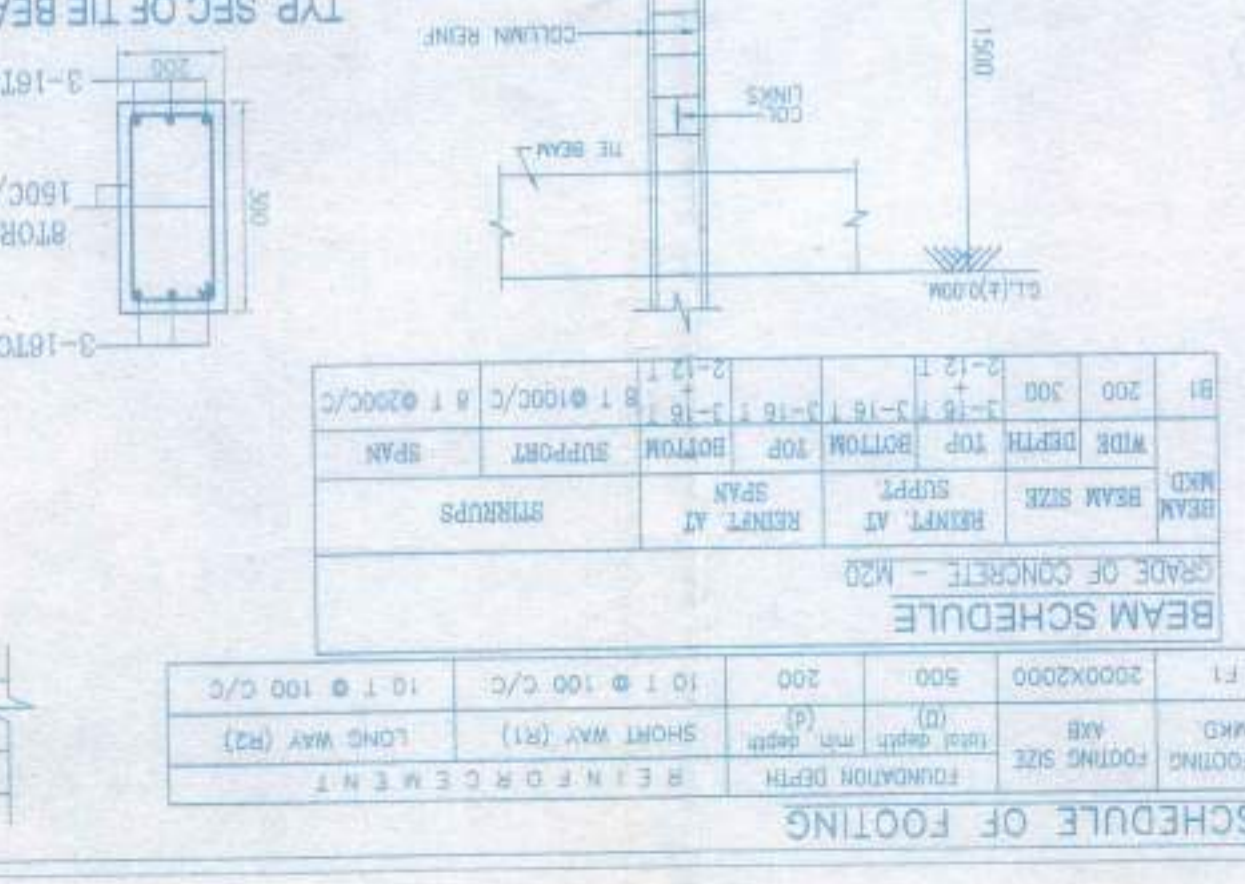 SCHEDULE OF FOOTING
FOOTING
MKD.
FOOTING SIZE
AXB
FOUNDATION DEPTH
total depth
(D)
min depth
(d)
REINFORCEMENT
SHORT WAY (R1)
LONG WAY (R2)
F1
2000X2000
500
200
10 T @ 100 C/C
10 T @ 100 C/C
BEAM SCHEDULE
GRADE OF CONCRETE - M20
BEAM
MKD
BEAM SIZE
REINFT. AT
SUPPT.
REINFT. AT
SPAN
STIRRUPS
WIDE
DEPTH
TOP
BOTTOM
TOP
BOTTOM
SUPPORT
SPAN
B1
200
300
3-16 T
+
2-12 T
3-16 T
3-16 T
3-16 T
+
2-12 T
8 T @100C/C
8 T @200C/C
G.L.(±)0.00M
1500
TIE BEAM
COL.
LINKS
COLUMN REINF.
3-16TO
300
8TOR
150C/
200
3-16T
TYP. SEC. OF TIE BEA